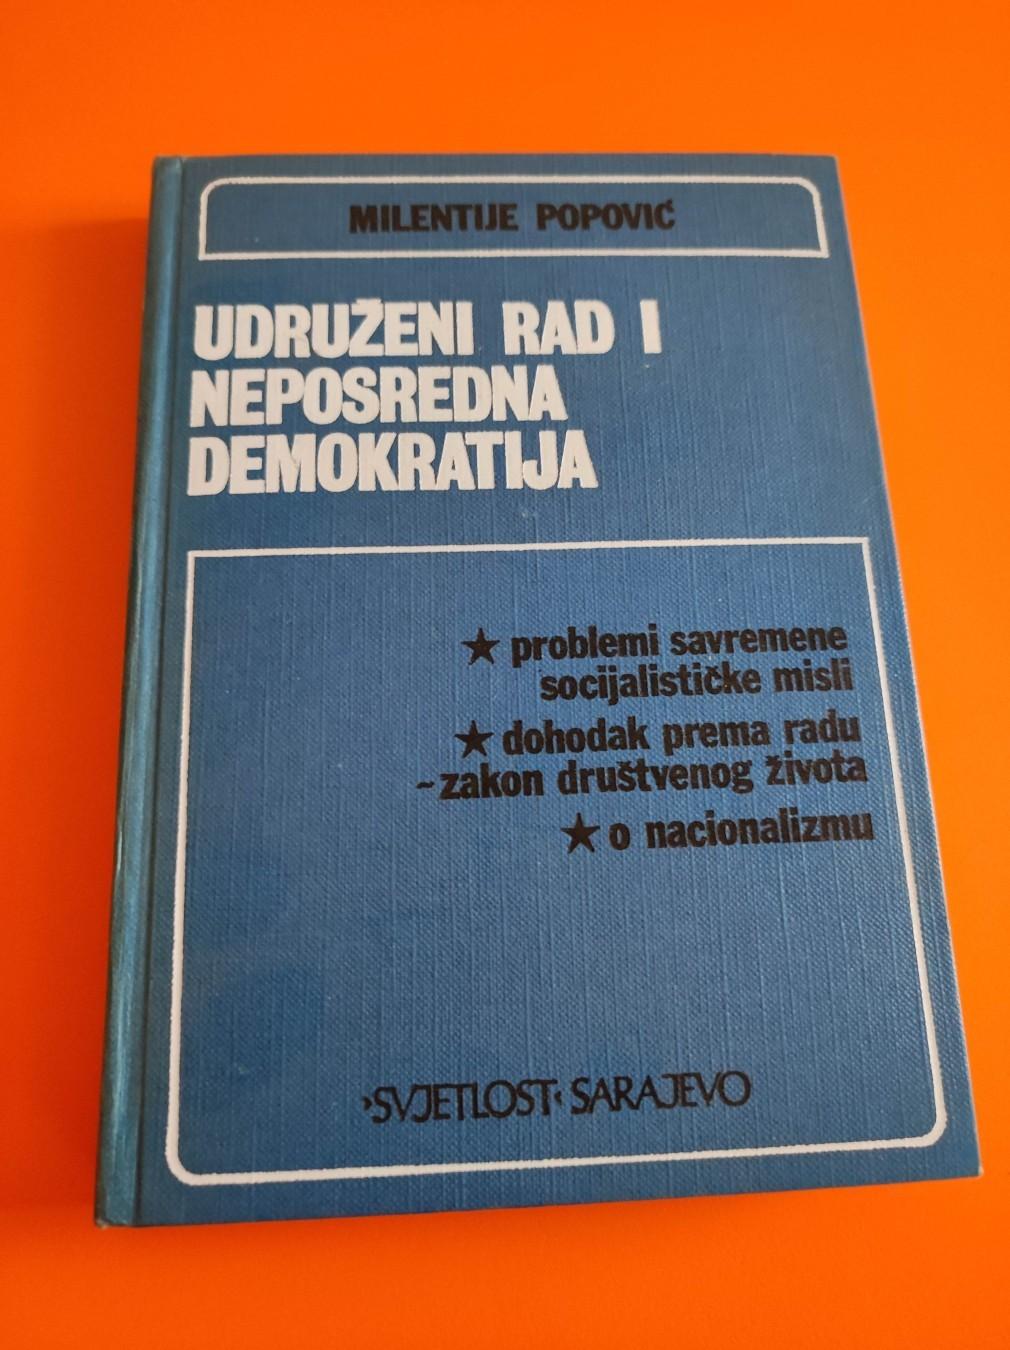 MILENTIJE POPOVIĆ
UDRUŽENI RAD I
NEPOSREDNA
DEMOKRATIJA
★ problemi savremene
socijalističke misli
★ dohodak prema radu
-zakon društvenog života
★ o nacionalizmu
›SVJETLOST‹ SARAJEVO